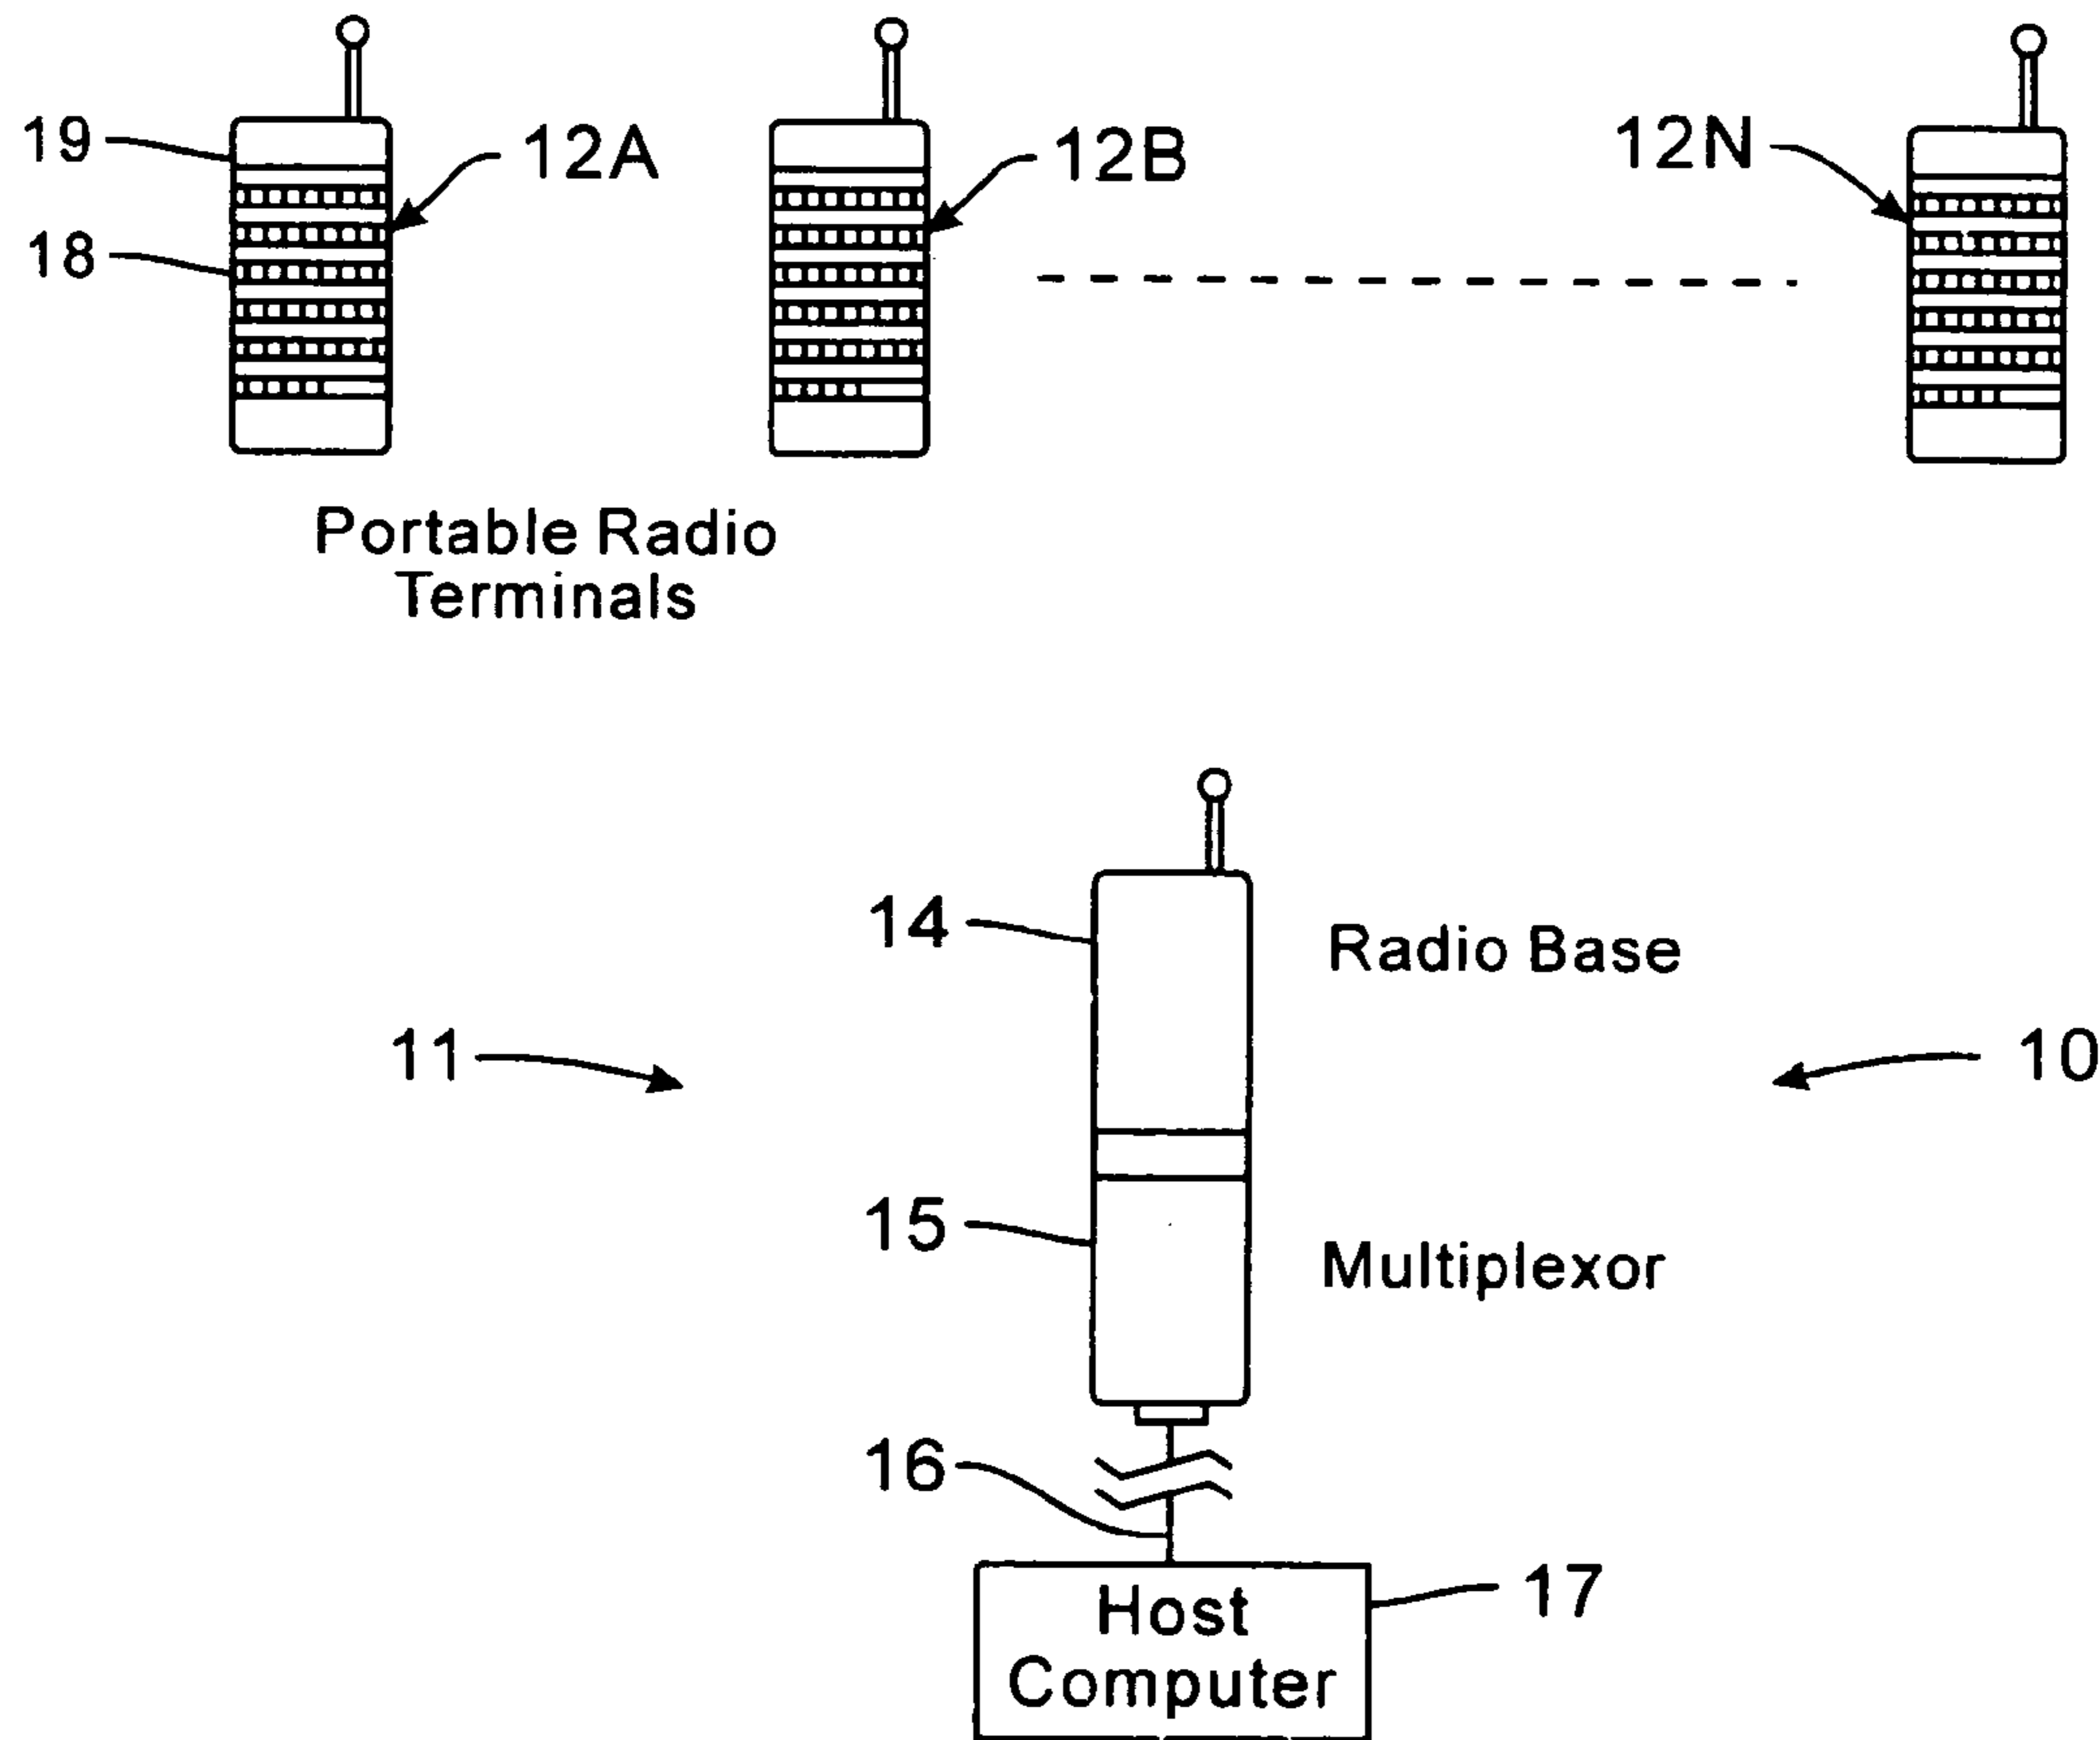 19
12A
12B
12N
18
Portable Radio
Terminals
14
Radio Base
11
10
15
Multiplexor
16
17
Host
Computer